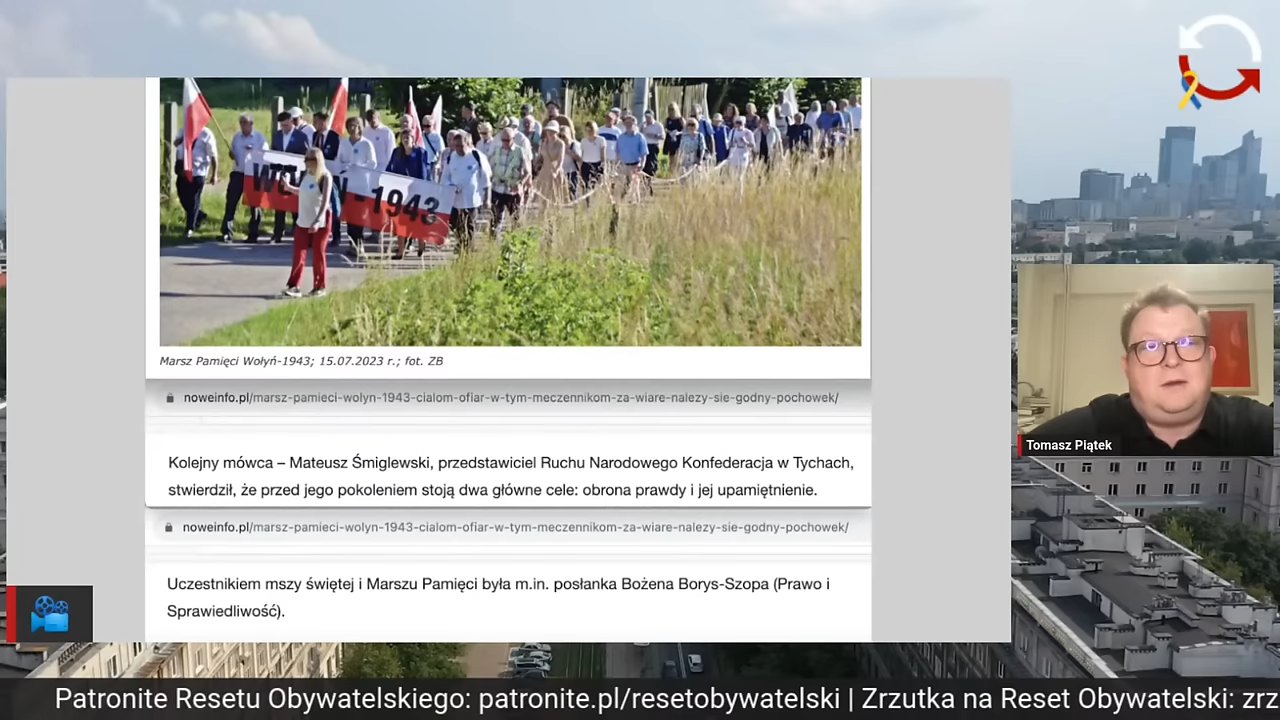 WOŁYŃ -1943
Marsz Pamięci Wołyń-1943; 15.07.2023 r.; fot. ZB
noweinfo.pl/marsz-pamieci-wolyn-1943-cialom-ofiar-w-tym-meczennikom-za-wiare-nalezy-sie-godny-pochowek/
Kolejny mówca – Mateusz Śmiglewski, przedstawiciel Ruchu Narodowego Konfederacja w Tychach,
stwierdził, że przed jego pokoleniem stoją dwa główne cele: obrona prawdy i jej upamiętnienie.
noweinfo.pl/marsz-pamieci-wolyn-1943-cialom-ofiar-w-tym-meczennikom-za-wiare-nalezy-sie-godny-pochowek/
Uczestnikiem mszy świętej i Marszu Pamięci była m.in. posłanka Bożena Borys-Szopa (Prawo i
Sprawiedliwość).
Tomasz Piątek
Patronite Resetu Obywatelskiego: patronite.pl/resetobywatelski | Zrzutka na Reset Obywatelski: zrz